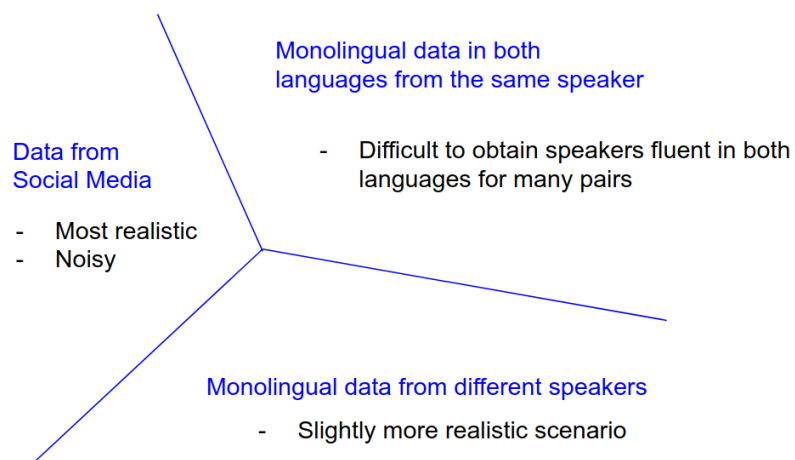 Monolingual data in both
languages from the same speaker
- Difficult to obtain speakers fluent in both
languages for many pairs
Data from
Social Media
- Most realistic
- Noisy
Monolingual data from different speakers
- Slightly more realistic scenario